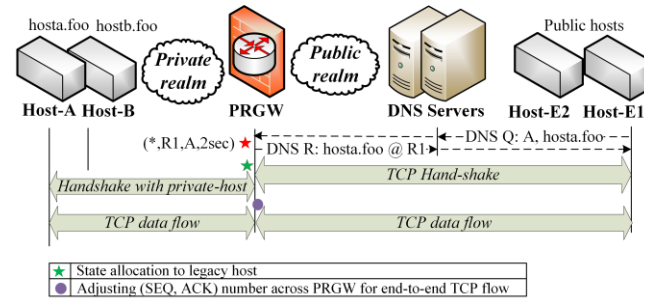 hosta.foo hostb.foo
Public hosts
Private realm
Public realm
Host-A Host-B PRGW DNS Servers Host-E2 Host-E1
(*,R1,A,2sec)
DNS Q: A, hosta.foo
DNS R: hosta.foo @ R1
TCP Hand-shake
Handshake with private-host
TCP data flow
TCP data flow
State allocation to legacy host
Adjusting (SEQ, ACK) number across PRGW for end-to-end TCP flow